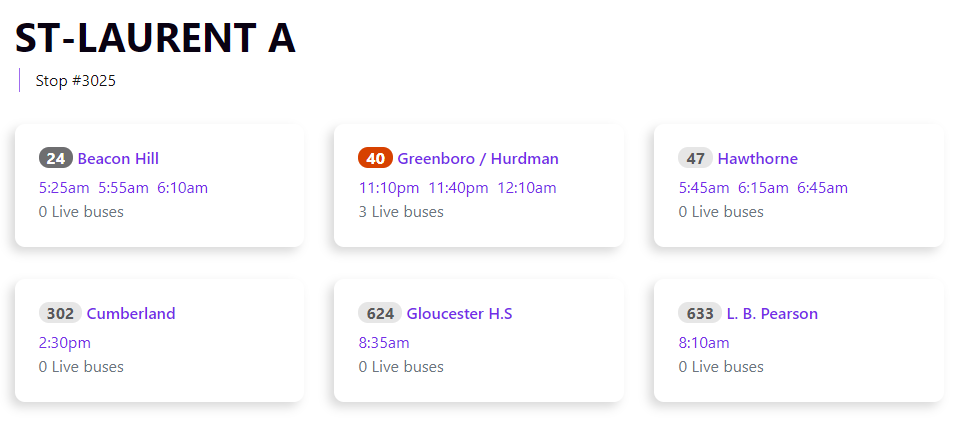 ST-LAURENT A
Stop #3025
24 Beacon Hill
5:25am 5:55am 6:10am
0 Live buses
40 Greenboro / Hurdman
11:10pm 11:40pm 12:10am
3 Live buses
47 Hawthorne
5:45am 6:15am 6:45am
0 Live buses
302 Cumberland
2:30pm
0 Live buses
624 Gloucester H.S
8:35am
0 Live buses
633 L. B. Pearson
8:10am
0 Live buses